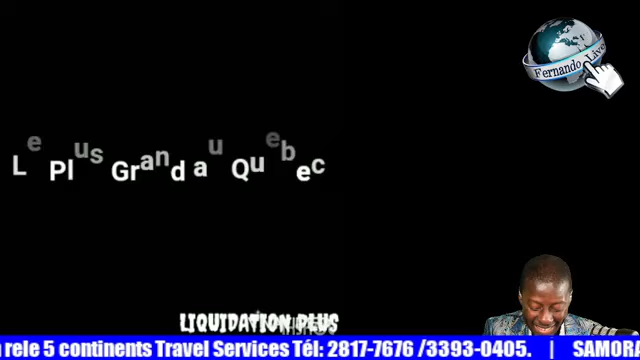 Fernando Live
Le Plus Grand au Quebec
LIQUIDATION PLUS
rele 5 continents Travel Services Tél: 2817-7676 /3393-0405. | SAMORA